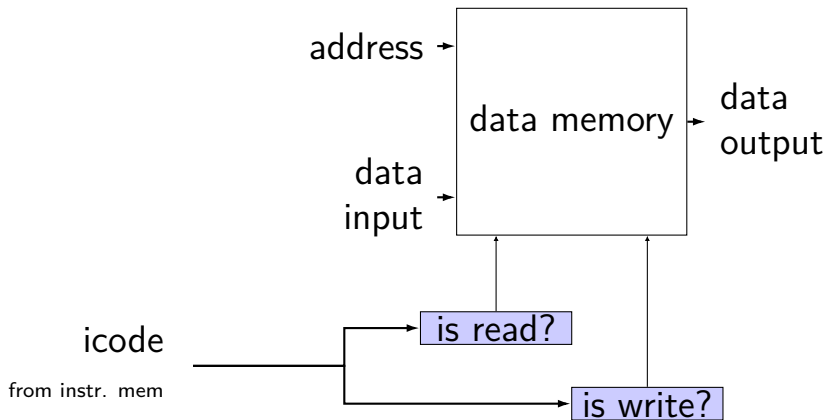 address
data memory
data
output
data
input
is read?
icode
from instr. mem
is write?